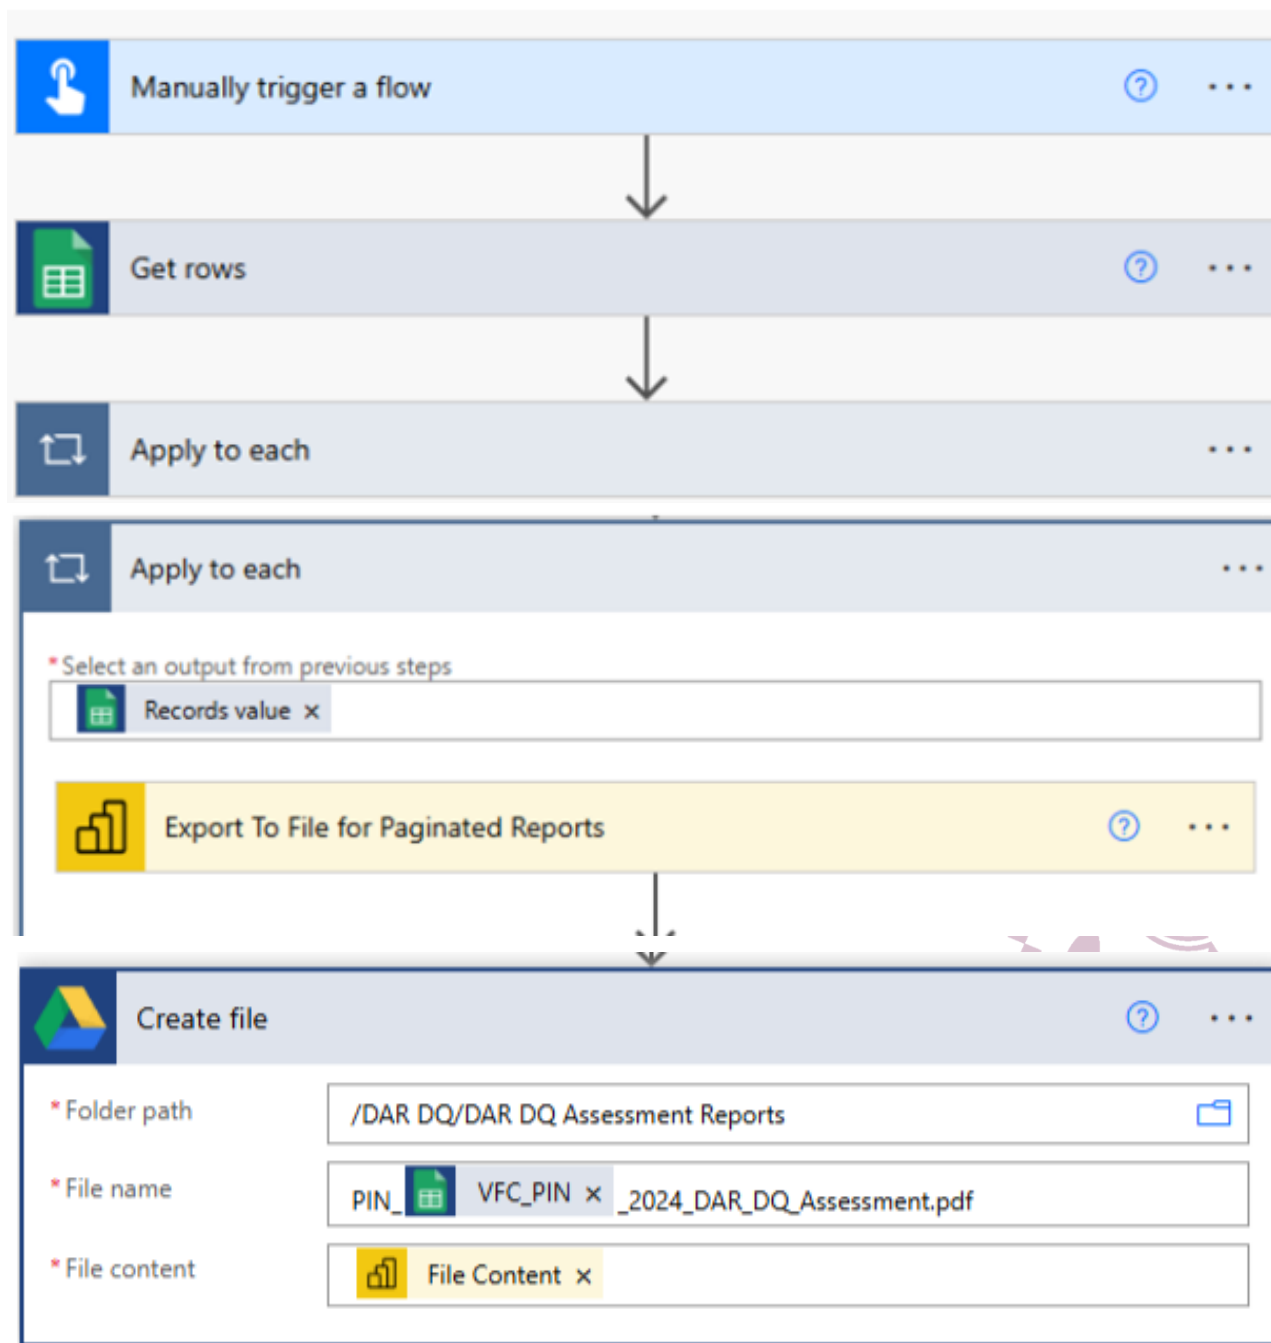 Manually trigger a flow
Get rows
Apply to each
Apply to each
* Select an output from previous steps
Records value ×
Export To File for Paginated Reports
Create file
* Folder path
/DAR DQ/DAR DQ Assessment Reports
* File name
PIN_ VFC_PIN × _2024_DAR_DQ_Assessment.pdf
* File content
File Content ×